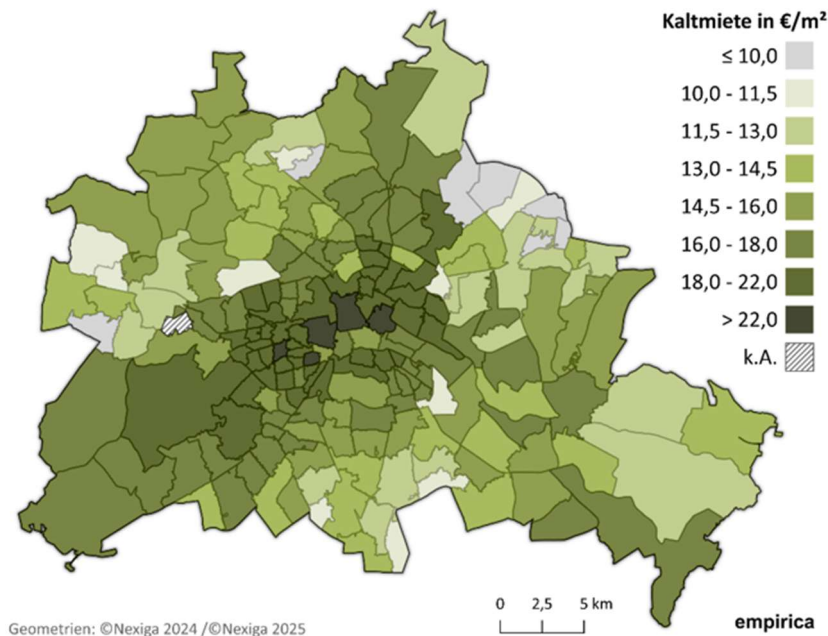 Kaltmiete in €/m²
≤ 10,0
10,0 - 11,5
11,5 - 13,0
13,0 - 14,5
14,5 - 16,0
16,0 - 18,0
18,0 - 22,0
> 22,0
k.A.
0 2,5 5 km
Geometrien: ©Nexiga 2024 /©Nexiga 2025
empirica